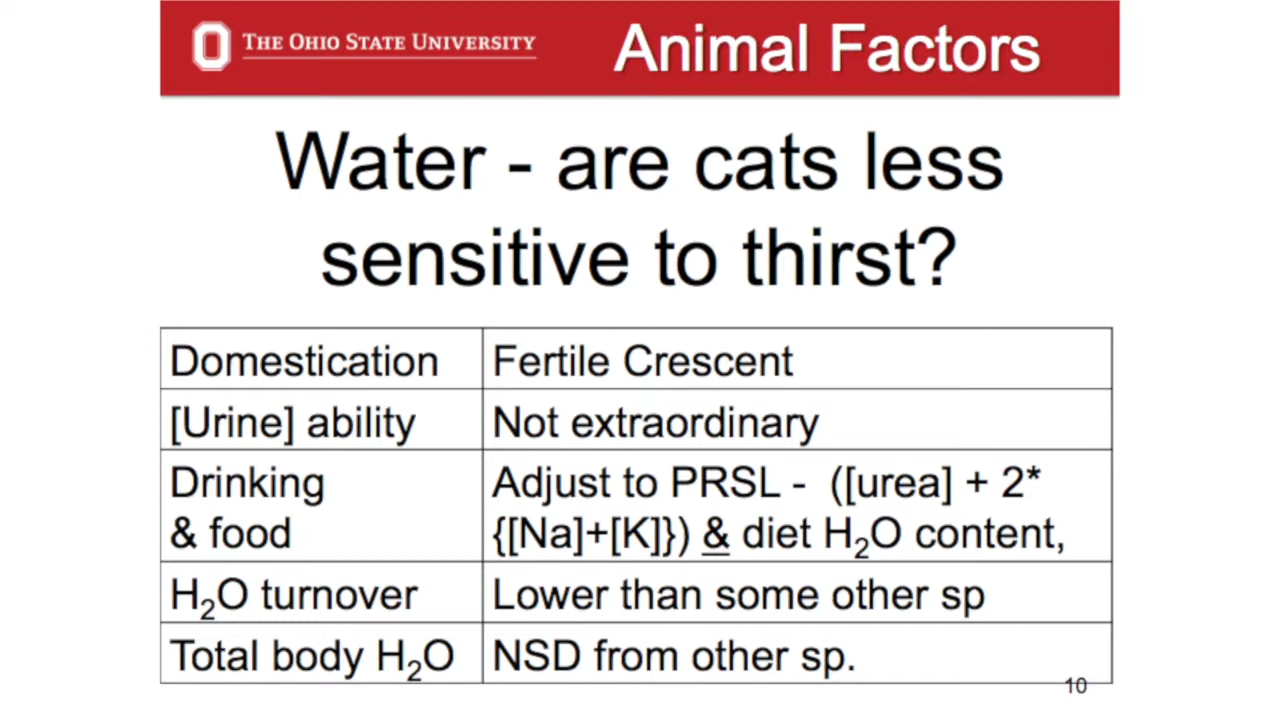 THE OHIO STATE UNIVERSITY
Animal Factors
Water - are cats less
sensitive to thirst?
Domestication Fertile Crescent
[Urine] ability Not extraordinary
Drinking Adjust to PRSL - ([urea] + 2*
& food {[Na]+[K]}) & diet H₂O content,
H₂O turnover Lower than some other sp
Total body H₂O NSD from other sp.
10